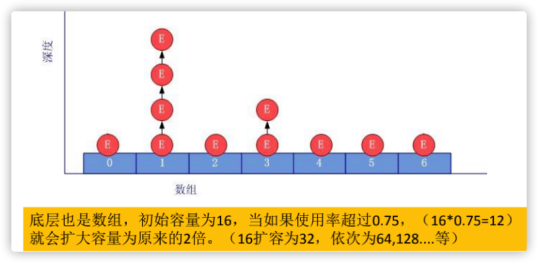 深度
E
E
E
E
E
E
E
E
E
E
E
0 1 2 3 4 5 6
数组
底层也是数组，初始容量为16，当如果使用率超过0.75，（16*0.75=12）
就会扩大容量为原来的2倍。（16扩容为32，依次为64,128....等）